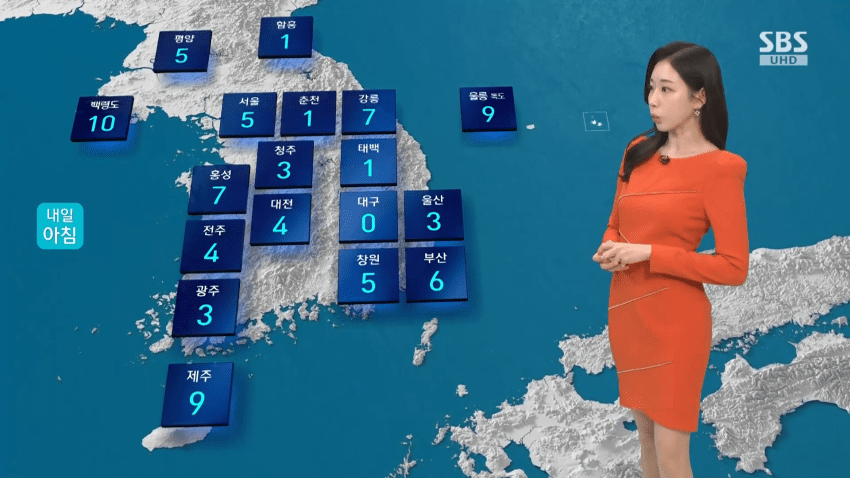 함흥
1
평양
5
SBS
UHD
백령도
10
서울
5
춘천
1
강릉
7
울릉 독도
9
청주
3
태백
1
홍성
7
대전
4
대구
0
울산
3
내일
아침
전주
4
창원
5
부산
6
광주
3
제주
9